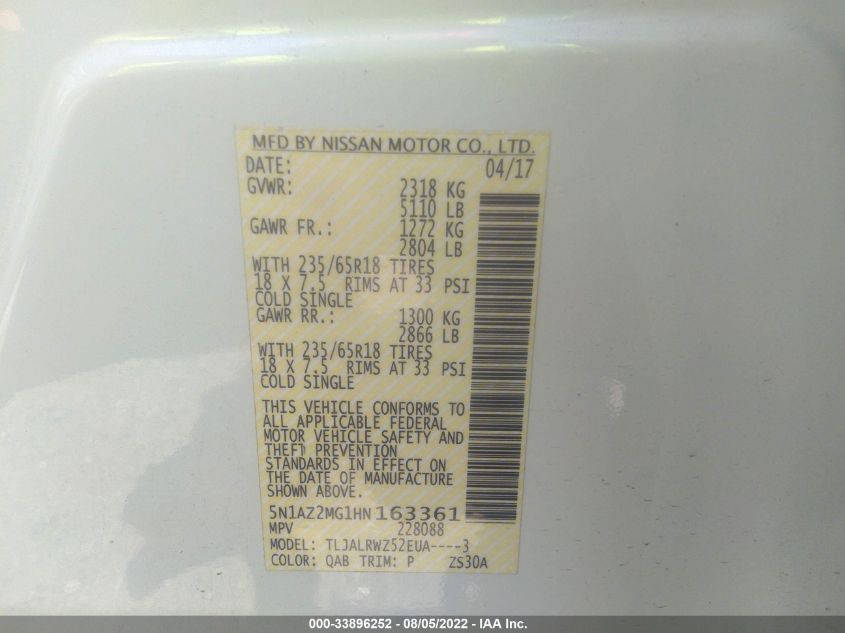 MFD BY NISSAN MOTOR CO., LTD.
DATE: 04/17
GVWR: 2318 KG
5110 LB
GAWR FR.: 1272 KG
2804 LB
WITH 235/65R18 TIRES
18 X 7.5 RIMS AT 33 PSI
COLD SINGLE
GAWR RR.: 1300 KG
2866 LB
WITH 235/65R18 TIRES
18 X 7.5 RIMS AT 33 PSI
COLD SINGLE
THIS VEHICLE CONFORMS TO
ALL APPLICABLE FEDERAL
MOTOR VEHICLE SAFETY AND
THEFT PREVENTION
STANDARDS IN EFFECT ON
THE DATE OF MANUFACTURE
SHOWN ABOVE.
5N1AZ2MG1HN163361
MPV 228088
MODEL: TLJALRWZ52EUA----3
COLOR: QAB TRIM: P ZS30A
000-33896252 - 08/05/2022 - IAA Inc.